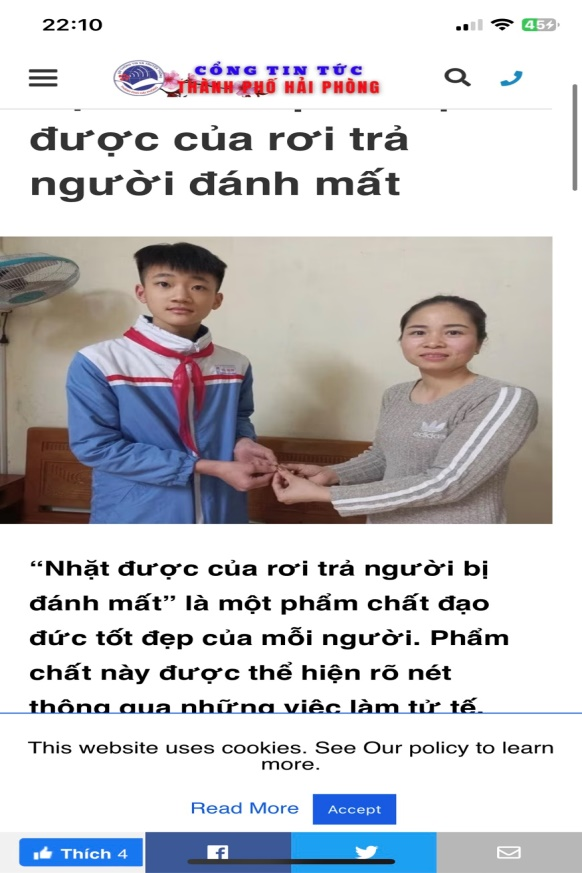 22:10
45
CỔNG TIN TỨC
THÀNH PHỐ HẢI PHÒNG
được của rơi trả
người đánh mất
adidas
“Nhặt được của rơi trả người bị
đánh mất” là một phẩm chất đạo
đức tốt đẹp của mỗi người. Phẩm
chất này được thể hiện rõ nét
thông qua những việc làm tử tế.
This website uses cookies. See Our policy to learn
more.
Read More
Accept
Thích 4